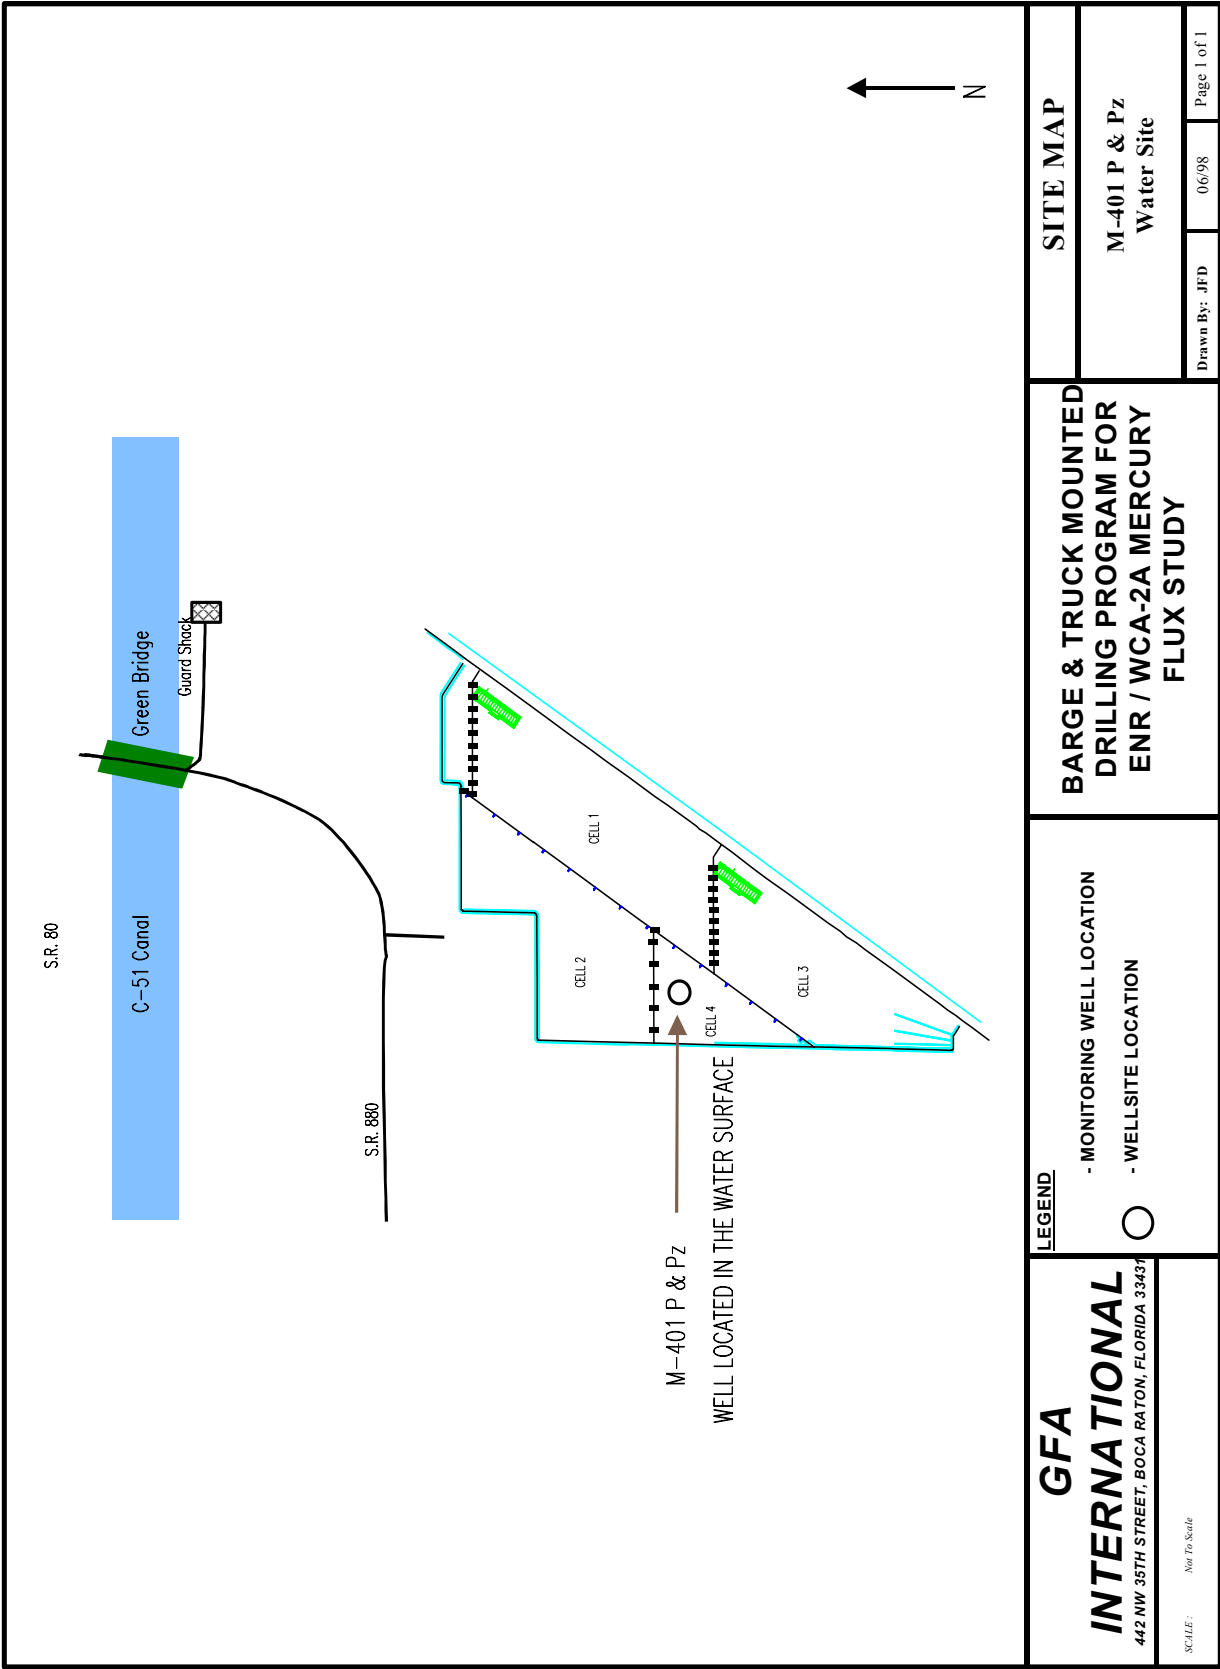 S.R. 80
C-51 Canal
Green Bridge
Guard Shack
S.R. 880
CELL 1
CELL 2
CELL 3
CELL 4
M-401 P & Pz
WELL LOCATED IN THE WATER SURFACE
N
GFA
INTERNATIONAL
442 NW 35TH STREET, BOCA RATON, FLORIDA 33431
SCALE : Not To Scale
LEGEND
- MONITORING WELL LOCATION
- WELLSITE LOCATION
BARGE & TRUCK MOUNTED
DRILLING PROGRAM FOR
ENR / WCA-2A MERCURY
FLUX STUDY
SITE MAP
M-401 P & Pz
Water Site
Drawn By: JFD
06/98
Page 1 of 1